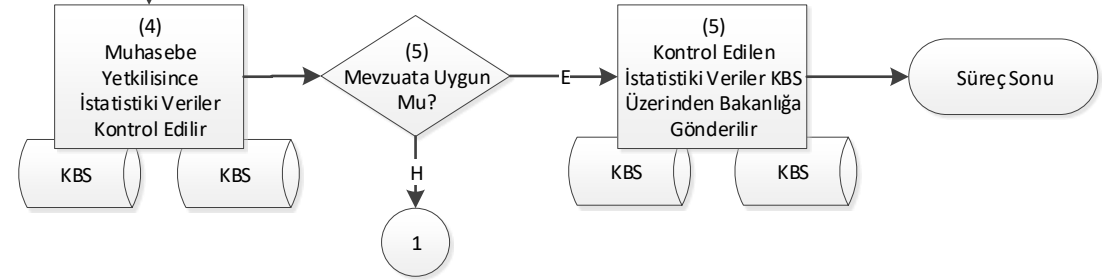 (4)
Muhasebe
Yetkilisince
İstatistiki Veriler
Kontrol Edilir
KBS
KBS
(5)
Mevzuata Uygun
Mu?
E
H
1
(5)
Kontrol Edilen
İstatistiki Veriler KBS
Üzerinden Bakanlığa
Gönderilir
KBS
KBS
Süreç Sonu